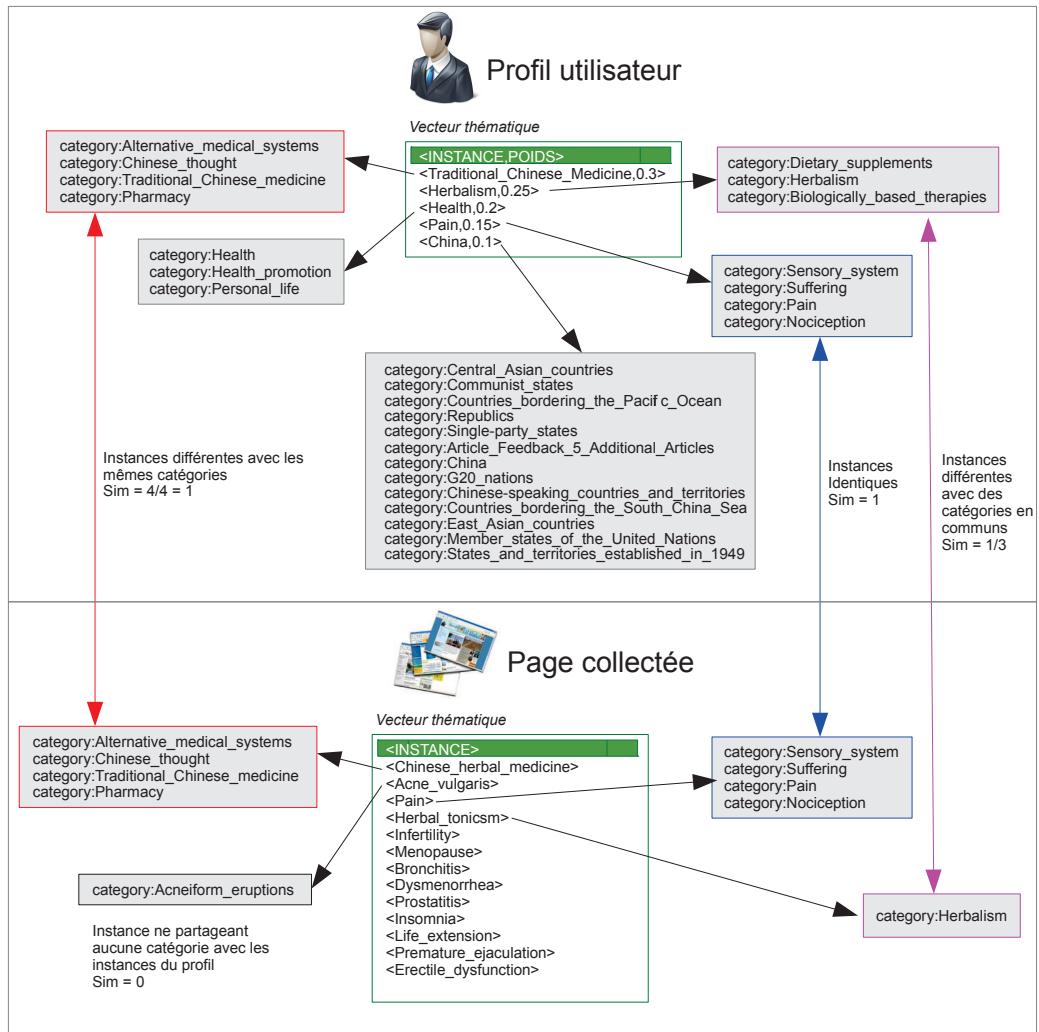 Profil utilisateur
Vecteur thématique
category:Alternative_medical_systems
category:Chinese_thought
category:Traditional_Chinese_medicine
category:Pharmacy
<INSTANCE,POIDS>
<Traditional_Chinese_Medicine,0.3>
<Herbalism,0.25>
<Health,0.2>
<Pain,0.15>
<China,0.1>
category:Dietary_supplements
category:Herbalism
category:Biologically_based_therapies
category:Health
category:Health_promotion
category:Personal_life
category:Sensory_system
category:Suffering
category:Pain
category:Nociception
category:Central_Asian_countries
category:Communist_states
category:Countries_bordering_the_Pacific_Ocean
category:Republics
category:Single-party_states
category:Article_Feedback_5_Additional_Articles
category:China
category:G20_nations
category:Chinese-speaking_countries_and_territories
category:Countries_bordering_the_South_China_Sea
category:East_Asian_countries
category:Member_states_of_the_United_Nations
category:States_and_territories_established_in_1949
Instances différentes avec les
mêmes catégories
Sim = 4/4 = 1
Instances
Identiques
Sim = 1
Instances
différentes
avec des
catégories en
communs
Sim = 1/3
Page collectée
Vecteur thématique
category:Alternative_medical_systems
category:Chinese_thought
category:Traditional_Chinese_medicine
category:Pharmacy
<INSTANCE>
<Chinese_herbal_medicine>
<Acne_vulgaris>
<Pain>
<Herbal_tonicsm>
<Infertility>
<Menopause>
<Bronchitis>
<Dysmenorrhea>
<Prostatitis>
<Insomnia>
<Life_extension>
<Premature_ejaculation>
<Erectile_dysfunction>
category:Sensory_system
category:Suffering
category:Pain
category:Nociception
category:Acneiform_eruptions
category:Herbalism
Instance ne partageant
aucune catégorie avec les
instances du profil
Sim = 0